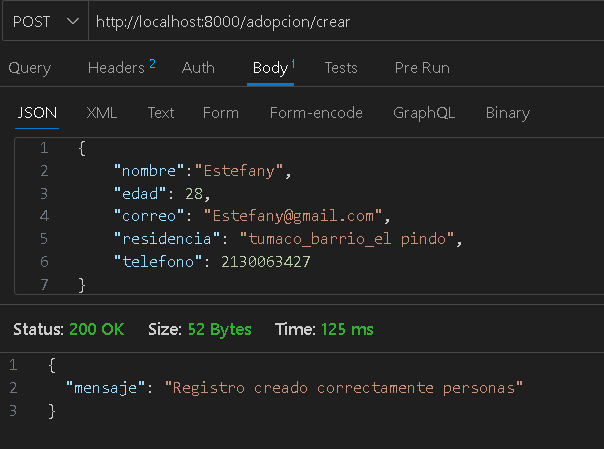 POST http://localhost:8000/adopcion/crear
Query Headers 2 Auth Body 1 Tests Pre Run
JSON XML Text Form Form-encode GraphQL Binary
1 {
2 "nombre":"Estefany",
3 "edad": 28,
4 "correo": "Estefany@gmail.com",
5 "residencia": "tumaco_barrio_el pindo",
6 "telefono": 2130063427
7 }
Status: 200 OK Size: 52 Bytes Time: 125 ms
1 {
2 "mensaje": "Registro creado correctamente personas"
3 }